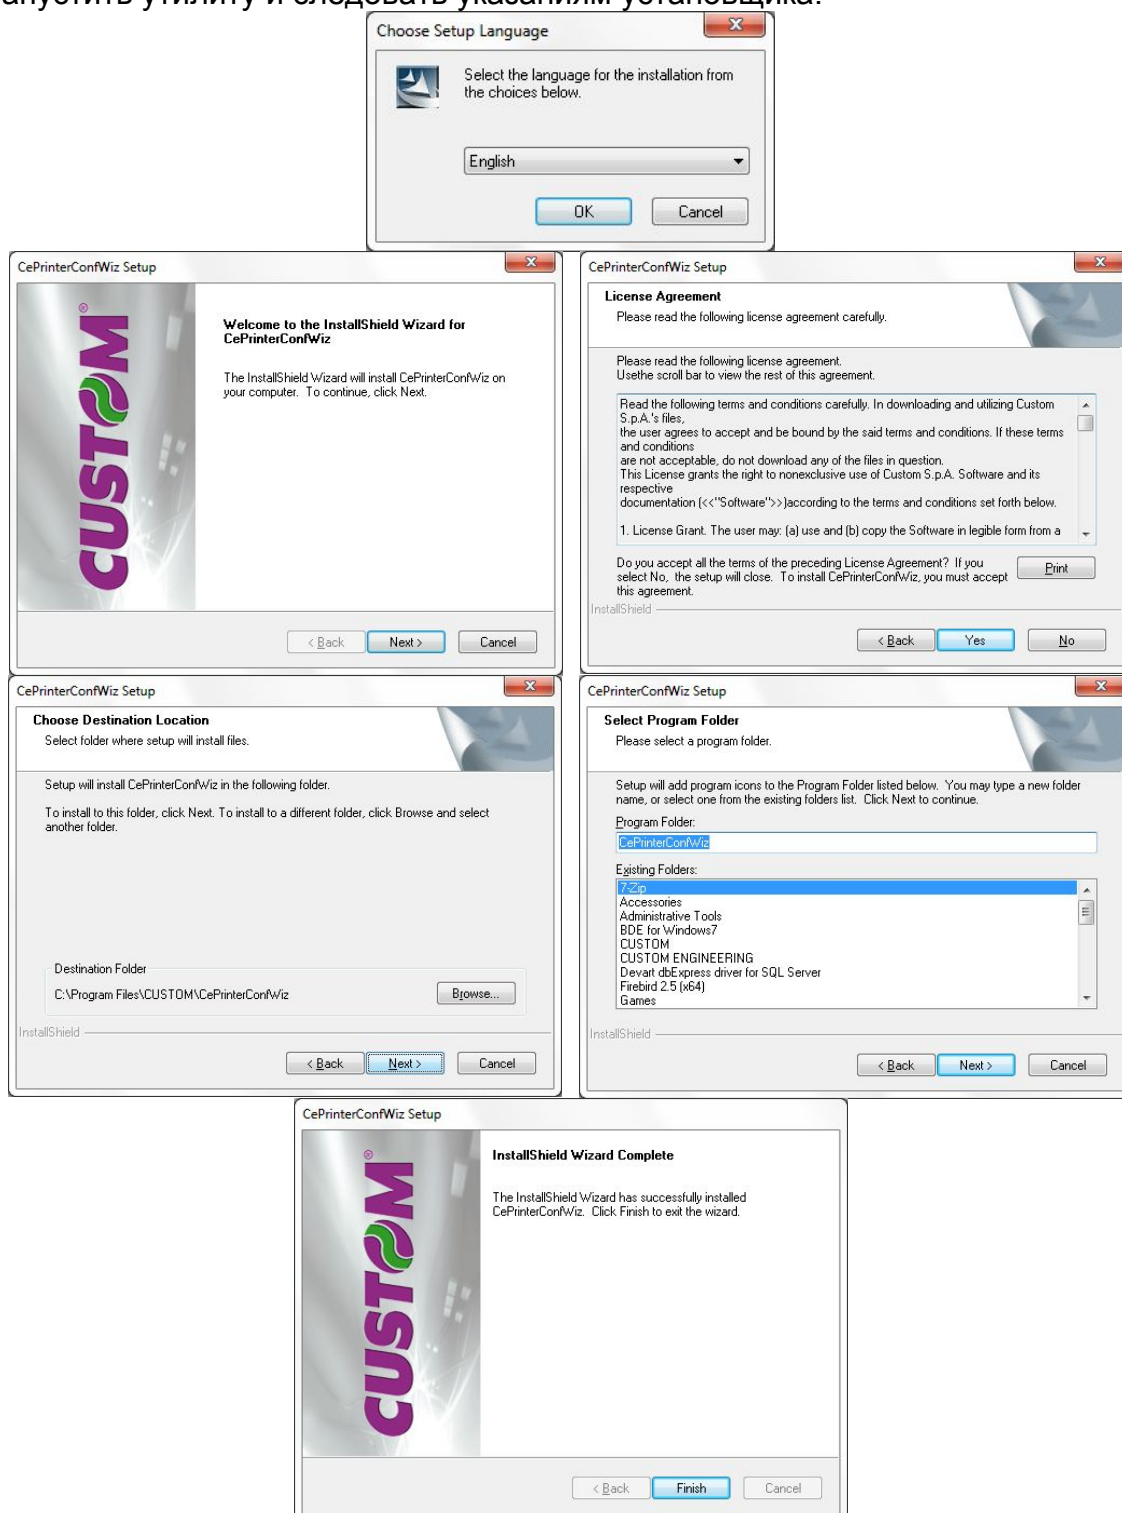 утилиту и следовать указаниям установщика.
Choose Setup Language
Select the language for the installation from
the choices below.
English
OK
Cancel
CePrinterConfWiz Setup
CUSTOM®
Welcome to the InstallShield Wizard for
CePrinterConfWiz
The InstallShield Wizard will install CePrinterConfWiz on
your computer. To continue, click Next.
< Back
Next >
Cancel
CePrinterConfWiz Setup
License Agreement
Please read the following license agreement carefully.
Please read the following license agreement.
Usethe scroll bar to view the rest of this agreement.
Read the following terms and conditions carefully. In downloading and utilizing Custom
S.p.A.'s files,
the user agrees to accept and be bound by the said terms and conditions. If these terms
and conditions
are not acceptable, do not download any of the files in question.
This License grants the right to nonexclusive use of Custom S.p.A. Software and its
respective
documentation (<<"Software">>)according to the terms and conditions set forth below.
1. License Grant. The user may: (a) use and (b) copy the Software in legible form from a
Do you accept all the terms of the preceding License Agreement? If you
select No, the setup will close. To install CePrinterConfWiz, you must accept
this agreement.
Print
InstallShield
< Back
Yes
No
CePrinterConfWiz Setup
Choose Destination Location
Select folder where setup will install files.
Setup will install CePrinterConfWiz in the following folder.
To install to this folder, click Next. To install to a different folder, click Browse and select
another folder.
Destination Folder
C:\Program Files\CUSTOM\CePrinterConfWiz
Browse...
InstallShield
< Back
Next >
Cancel
CePrinterConfWiz Setup
Select Program Folder
Please select a program folder.
Setup will add program icons to the Program Folder listed below. You may type a new folder
name, or select one from the existing folders list. Click Next to continue.
Program Folder:
CePrinterConfWiz
Existing Folders:
7-Zip
Accessories
Administrative Tools
BDE for Windows7
CUSTOM
CUSTOM ENGINEERING
Devart dbExpress driver for SQL Server
Firebird 2.5 (x64)
Games
InstallShield
< Back
Next >
Cancel
CePrinterConfWiz Setup
CUSTOM®
InstallShield Wizard Complete
The InstallShield Wizard has successfully installed
CePrinterConfWiz. Click Finish to exit the wizard.
< Back
Finish
Cancel